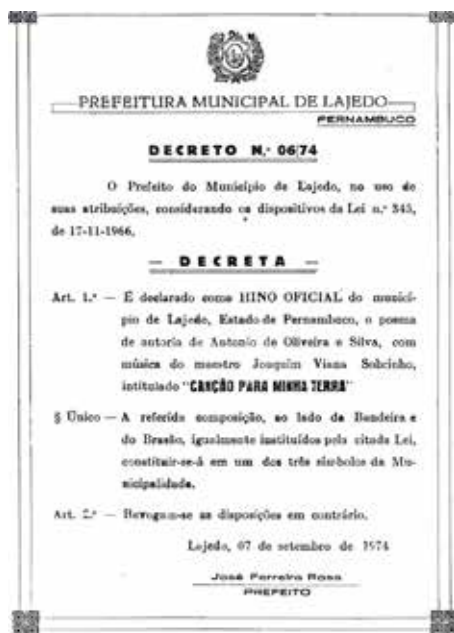 PREFEITURA MUNICIPAL DE LAJEDO
PERNAMBUCO
DECRETO N.º 06/74
O Prefeito do Município de Lajedo, no uso de
suas atribuições, considerando os dispositivos da Lei n.º 345,
de 17-11-1966,
— DECRETA —
Art. 1.º — É declarado como HINO OFICIAL do municí-
pio de Lajedo, Estado de Pernambuco, o poema
de autoria de Antonio de Oliveira e Silva, com
música do maestro Joaquim Viana Sobrinho,
intitulado "CANÇÃO PARA MINHA TERRA"
§ Único — A referida composição, ao lado da Bandeira e
do Brasão, igualmente instituídos pela citada Lei,
constituir-se-á em um dos três símbolos da Mu-
nicipalidade.
Art. 2.º — Revogam-se as disposições em contrário.
Lajedo, 07 de setembro de 1974
José Ferreira Rosa
PREFEITO